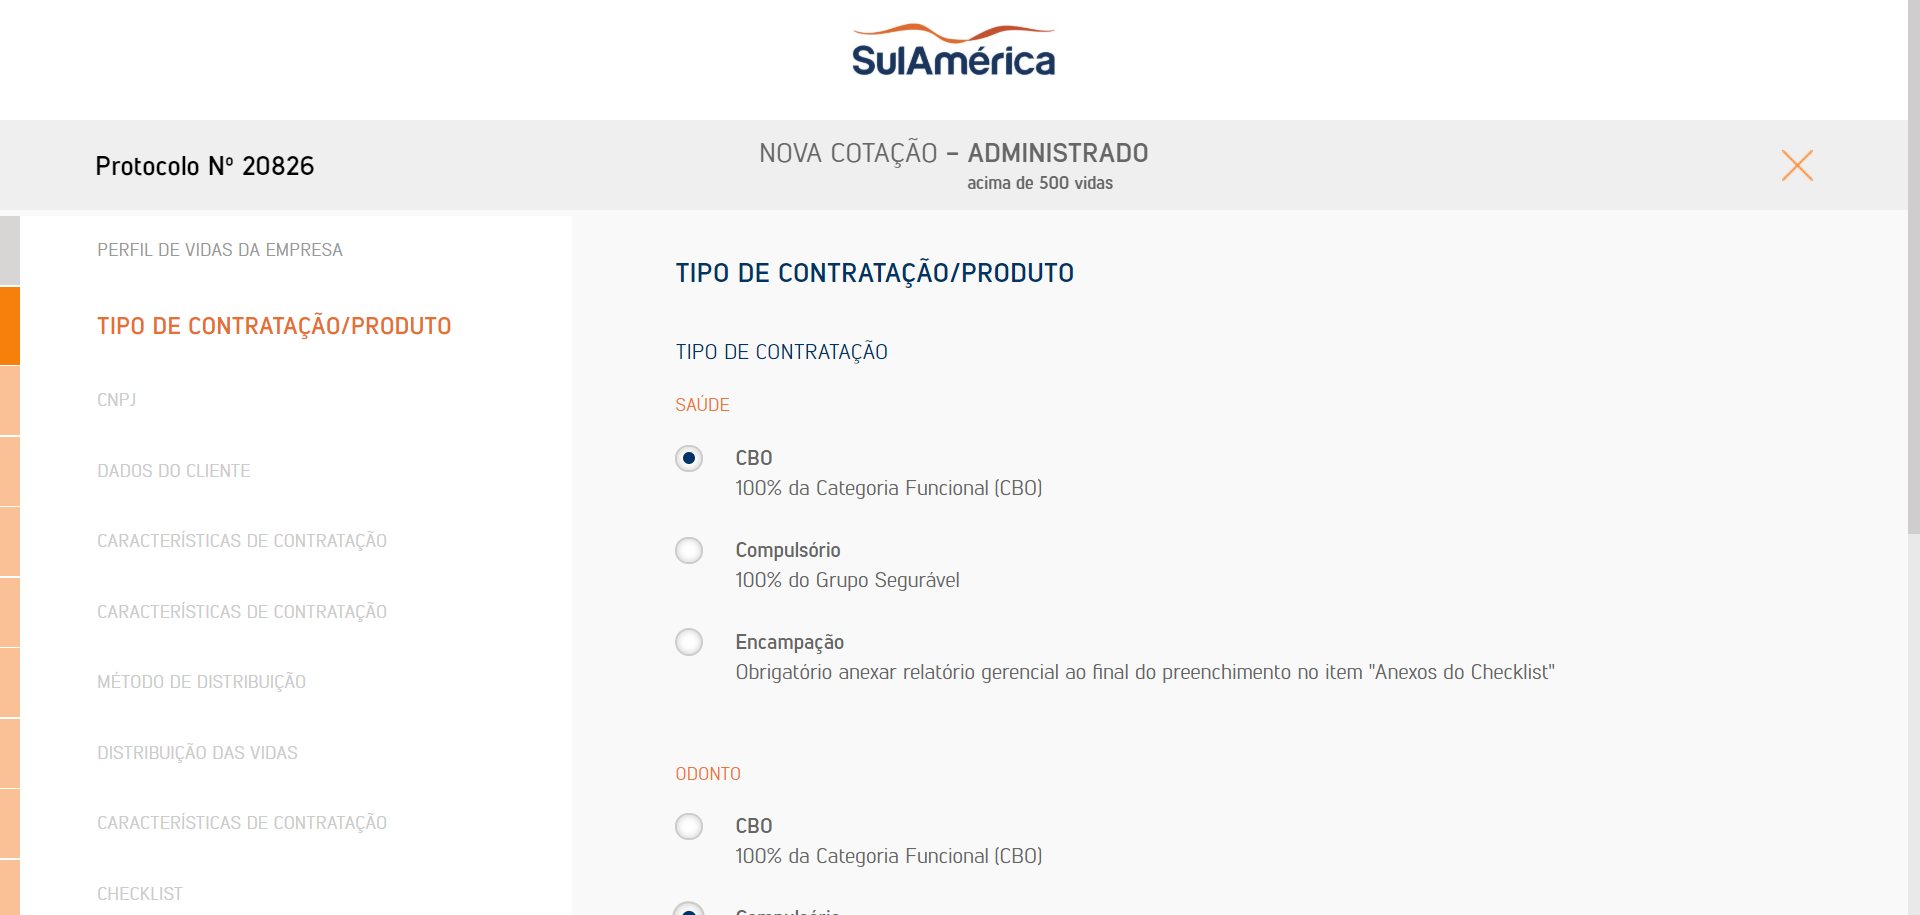 SulAmérica
Protocolo Nº 20826
NOVA COTAÇÃO – ADMINISTRADO
acima de 500 vidas
PERFIL DE VIDAS DA EMPRESA
TIPO DE CONTRATAÇÃO/PRODUTO
CNPJ
DADOS DO CLIENTE
CARACTERÍSTICAS DE CONTRATAÇÃO
CARACTERÍSTICAS DE CONTRATAÇÃO
MÉTODO DE DISTRIBUIÇÃO
DISTRIBUIÇÃO DAS VIDAS
CARACTERÍSTICAS DE CONTRATAÇÃO
CHECKLIST
TIPO DE CONTRATAÇÃO/PRODUTO
TIPO DE CONTRATAÇÃO
SAÚDE
CBO
100% da Categoria Funcional (CBO)
Compulsório
100% do Grupo Segurável
Encampação
Obrigatório anexar relatório gerencial ao final do preenchimento no item "Anexos do Checklist"
ODONTO
CBO
100% da Categoria Funcional (CBO)
Compulsório